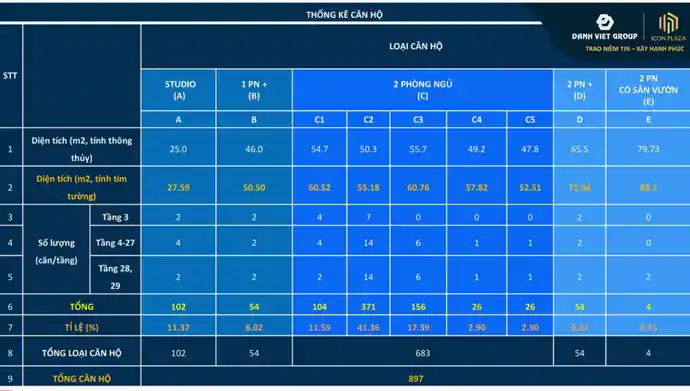 THỐNG KÊ CĂN HỘ
DANH VIET GROUP ICON PLAZA
TRAO NIỀM TIN – XÂY HẠNH PHÚC
STT LOẠI CĂN HỘ
STUDIO (A) 1 PN + (B) 2 PHÒNG NGỦ (C) 2 PN + (D) 2 PN CÓ SÂN VƯỜN (E)
A B C1 C2 C3 C4 C5 D E
1 Diện tích (m2, tính thông thủy) 25.0 46.0 54.7 50.3 55.7 49.2 47.8 65.5 79.73
2 Diện tích (m2, tính tim tường) 27.59 50.50 60.52 55.18 60.76 57.82 52.51 71.94 88.1
Số lượng (căn/tầng)
3 Tầng 3 2 2 4 7 0 0 0 2 0
4 Tầng 4-27 4 2 4 14 6 1 1 2 0
5 Tầng 28, 29 2 2 2 14 6 1 1 2 2
6 TỔNG 102 54 104 371 156 26 26 54 4
7 TỈ LỆ (%) 11.37 6.02 11.59 41.36 17.39 2.90 2.90 6.02 0.45
8 TỔNG LOẠI CĂN HỘ 102 54 683 54 4
9 TỔNG CĂN HỘ 897